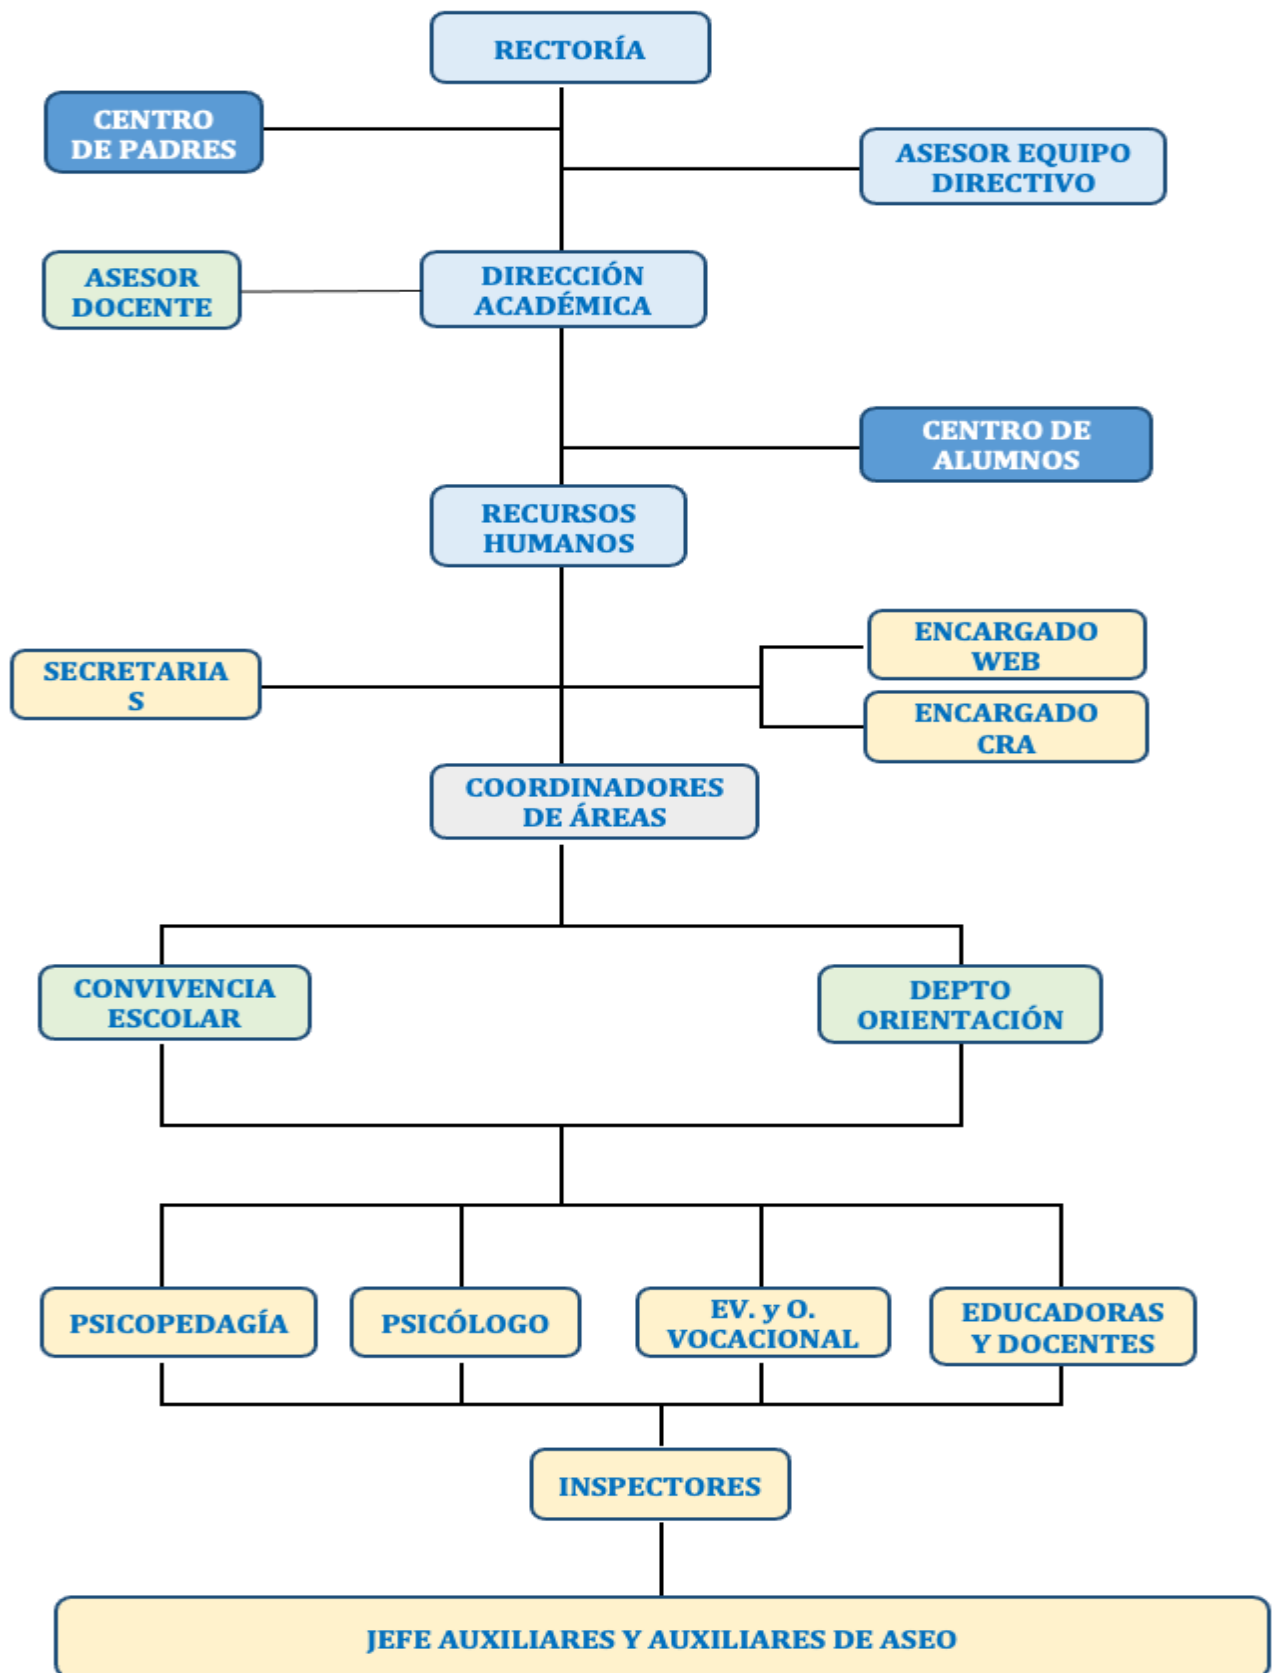 RECTORÍA
CENTRO
DE PADRES
ASESOR EQUIPO
DIRECTIVO
ASESOR
DOCENTE
DIRECCIÓN
ACADÉMICA
CENTRO DE
ALUMNOS
RECURSOS
HUMANOS
ENCARGADO
WEB
SECRETARIA
S
ENCARGADO
CRA
COORDINADORES
DE ÁREAS
CONVIVENCIA
ESCOLAR
DEPTO
ORIENTACIÓN
PSICOPEDAGÍA
PSICÓLOGO
EV. y O.
VOCACIONAL
EDUCADORAS
Y DOCENTES
INSPECTORES
JEFE AUXILIARES Y AUXILIARES DE ASEO